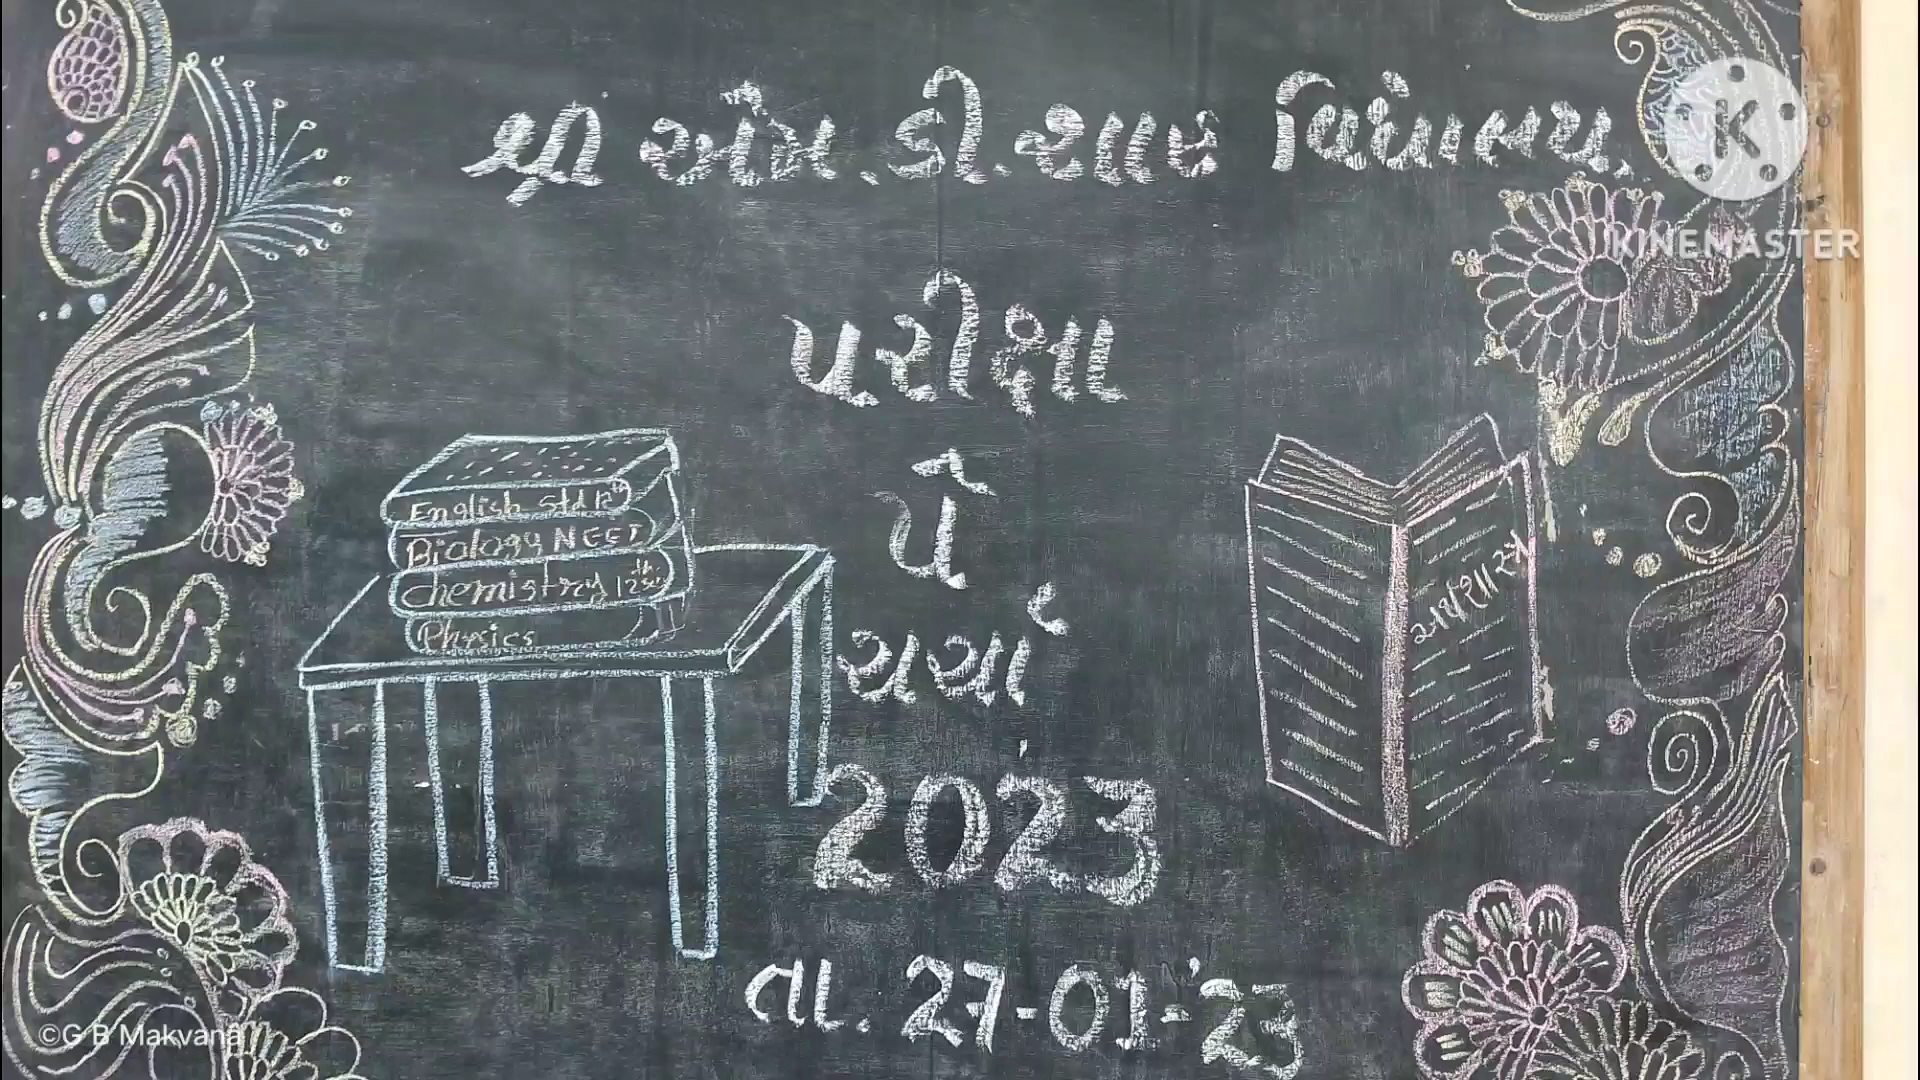 શ્રી એમ.ડી.શાહ વિદ્યાલય.
KINEMASTER
પરીક્ષા
પે
ચર્ચા
2023
તા. 27-01-'23
English std 12th
Biology NEET
Chemistry 12th
Physics
©G B Makvana